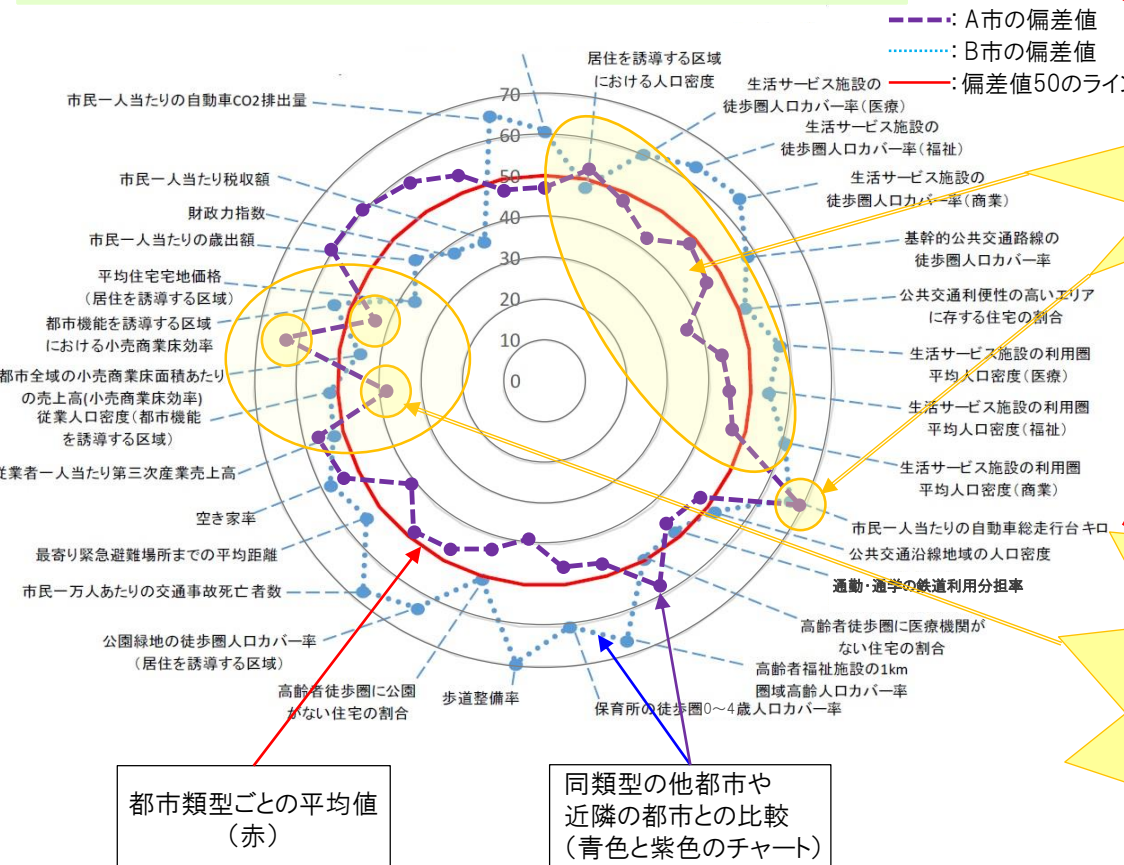 : A市の偏差値
: B市の偏差値
:偏差値50のライン
居住を誘導する区域
における人口密度
生活サービス施設の
徒歩圏人口カバー率(医療)
生活サービス施設の
徒歩圏人口カバー率(福祉)
生活サービス施設の
徒歩圏人口カバー率(商業)
基幹的公共交通路線の
徒歩圏人口カバー率
公共交通利便性の高いエリア
に存する住宅の割合
生活サービス施設の利用圏
平均人口密度(医療)
生活サービス施設の利用圏
平均人口密度(福祉)
生活サービス施設の利用圏
平均人口密度(商業)
市民一人当たりの自動車総走行台キロ
公共交通沿線地域の人口密度
通勤・通学の鉄道利用分担率
高齢者徒歩圏に医療機関が
ない住宅の割合
高齢者福祉施設の1km
圏域高齢人口カバー率
保育所の徒歩圏0~4歳人口カバー率
歩道整備率
高齢者徒歩圏に公園
がない住宅の割合
公園緑地の徒歩圏人口カバー率
(居住を誘導する区域)
市民一万人あたりの交通事故死亡者数
最寄り緊急避難場所までの平均距離
空き家率
従業者一人当たり第三次産業売上高
従業人口密度(都市機能
を誘導する区域)
都市全域の小売商業床面積あたり
の売上高(小売商業床効率)
都市機能を誘導する区域
における小売商業床効率
平均住宅宅地価格
(居住を誘導する区域)
市民一人当たりの歳出額
財政力指数
市民一人当たり税収額
市民一人当たりの自動車CO2排出量
70
60
50
40
30
20
10
0
都市類型ごとの平均値
(赤)
同類型の他都市や
近隣の都市との比較
(青色と紫色のチャート)